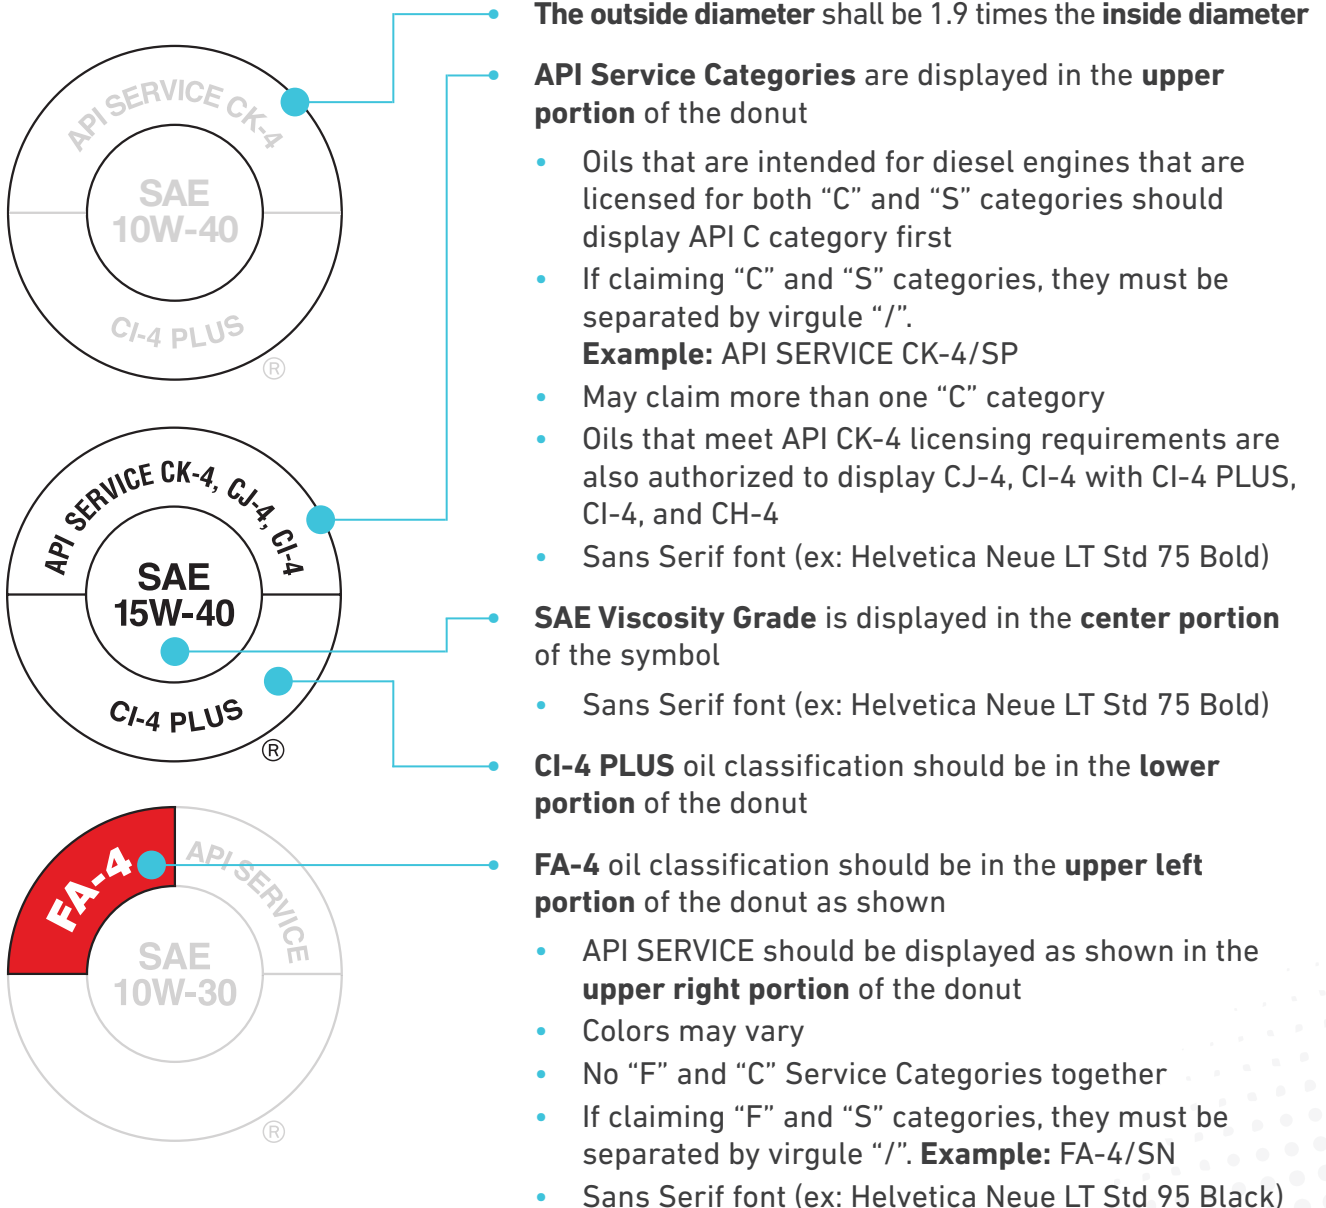 The outside diameter shall be 1.9 times the inside diameter
API Service Categories are displayed in the upper
portion of the donut
• Oils that are intended for diesel engines that are
licensed for both “C” and “S” categories should
display API C category first
• If claiming “C” and “S” categories, they must be
separated by virgule “/”.
Example: API SERVICE CK-4/SP
• May claim more than one “C” category
• Oils that meet API CK-4 licensing requirements are
also authorized to display CJ-4, CI-4 with CI-4 PLUS,
CI-4, and CH-4
• Sans Serif font (ex: Helvetica Neue LT Std 75 Bold)
SAE Viscosity Grade is displayed in the center portion
of the symbol
• Sans Serif font (ex: Helvetica Neue LT Std 75 Bold)
CI-4 PLUS oil classification should be in the lower
portion of the donut
FA-4 oil classification should be in the upper left
portion of the donut as shown
• API SERVICE should be displayed as shown in the
upper right portion of the donut
• Colors may vary
• No “F” and “C” Service Categories together
• If claiming “F” and “S” categories, they must be
separated by virgule “/”. Example: FA-4/SN
• Sans Serif font (ex: Helvetica Neue LT Std 95 Black)
API SERVICE CK-4
SAE
10W-40
CI-4 PLUS
®
API SERVICE CK-4, CJ-4, CI-4
SAE
15W-40
CI-4 PLUS
®
FA-4
API SERVICE
SAE
10W-30
®